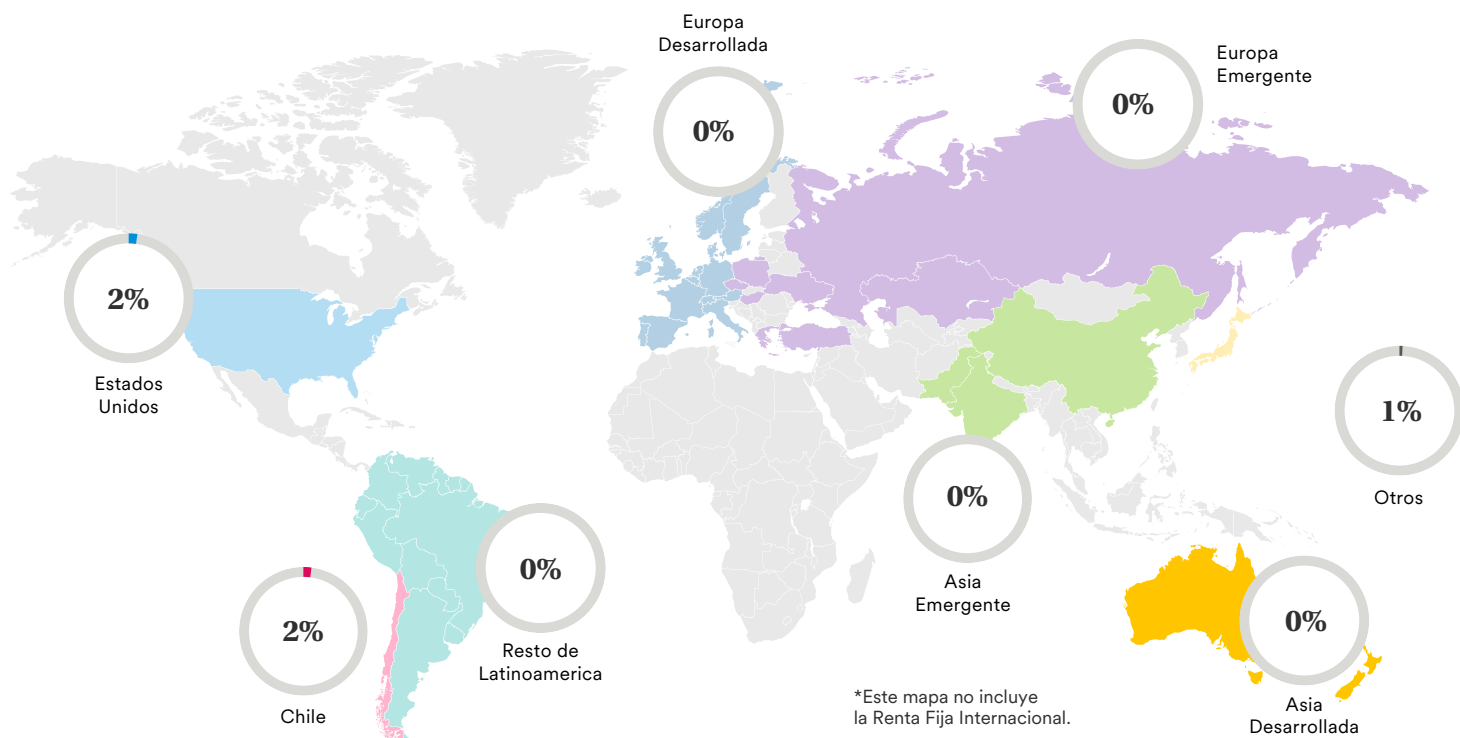 Europa
Desarrollada
0%
Europa
Emergente
0%
2%
Estados
Unidos
1%
Otros
0%
Asia
Emergente
0%
Resto de
Latinoamerica
2%
Chile
0%
Asia
Desarrollada
*Este mapa no incluye
la Renta Fija Internacional.